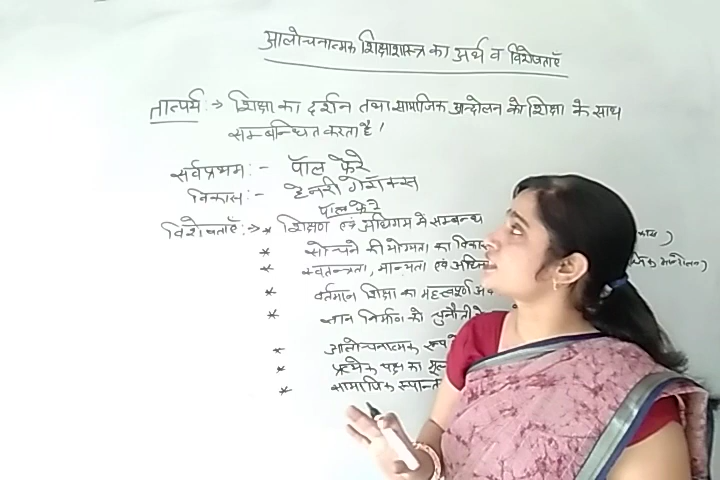 आलोचनात्मक शिक्षाशास्त्र का अर्थ व विशेषताएँ
तात्पर्य :→ शिक्षा का दर्शन तथा सामाजिक आन्दोलन को शिक्षा के साथ
सम्बन्धित करता है।
सर्वप्रथम :- पॉल फेरे
विकास :- हेनरी गेरॉक्स
पॉल फेरे
विशेषताएँ :→ * शिक्षण एवं अधिगम में सम्बन्ध
* सोचने की योग्यता का विकास
* स्वतन्त्रता, मान्यता एवं
* वर्तमान शिक्षा का महत्वपूर्ण
* ज्ञान निर्माण को चुनौती
* आलोचनात्मक
* प्रत्येक पक्ष का
* सामाजिक